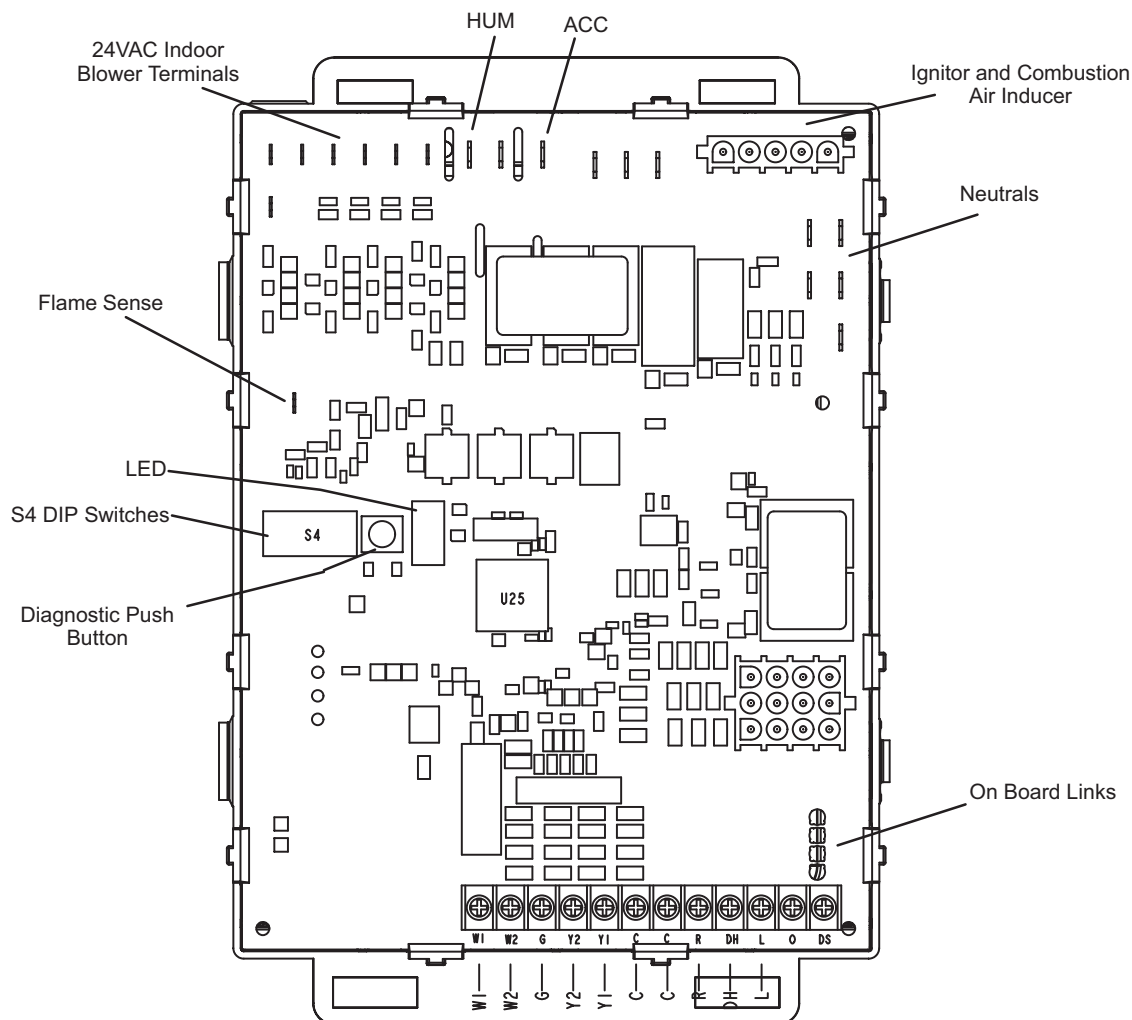 HUM
ACC
24VAC Indoor
Blower Terminals
Ignitor and Combustion
Air Inducer
Neutrals
Flame Sense
LED
S4 DIP Switches
S4
U25
Diagnostic Push
Button
On Board Links
W1 W2 G Y2 Y1 C C R DH L O DS
W1 W2 G Y2 Y1 C C R DH L